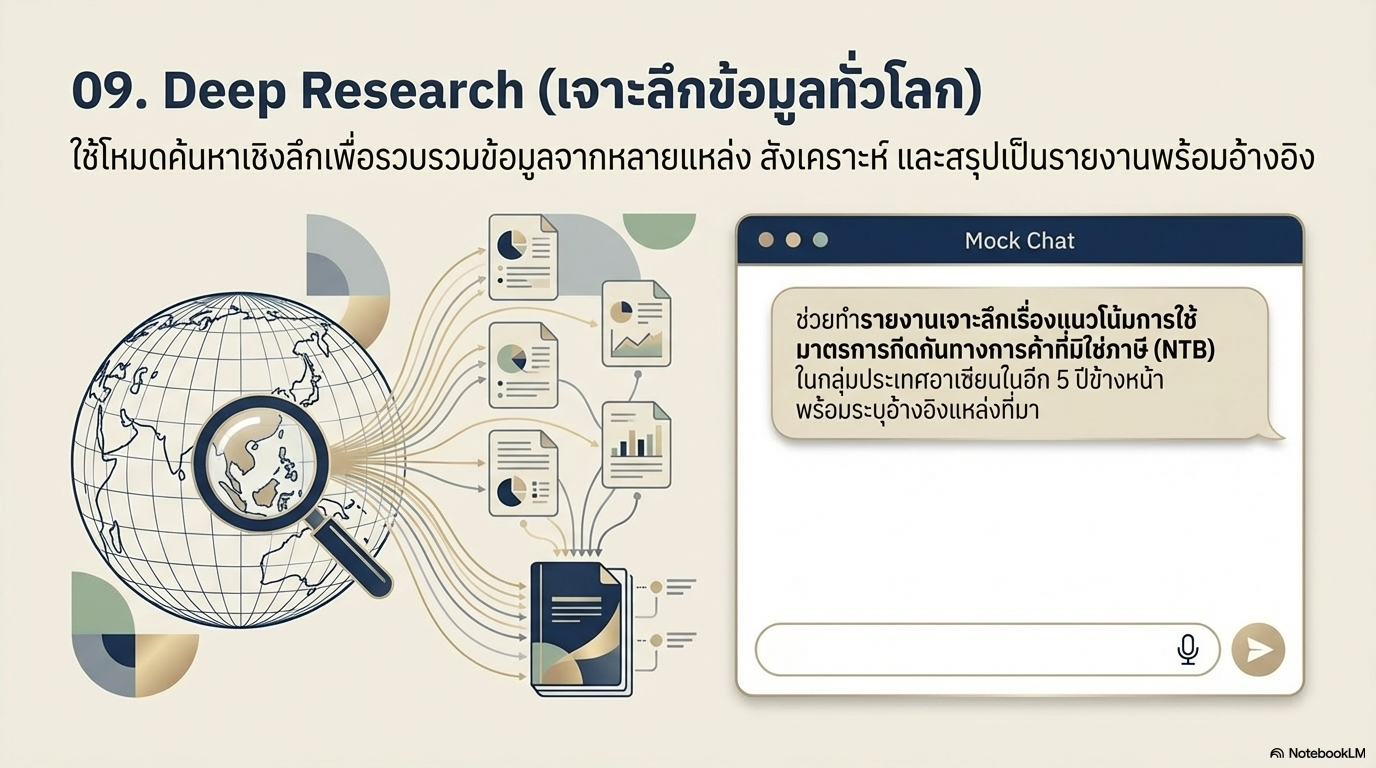 09. Deep Research (เจาะลึกข้อมูลทั่วโลก)
ใช้โหมดค้นหาเชิงลึกเพื่อรวบรวมข้อมูลจากหลายแหล่ง สังเคราะห์ และสรุปเป็นรายงานพร้อมอ้างอิง
Mock Chat
ช่วยทำรายงานเจาะลึกเรื่องแนวโน้มการใช้
มาตรการกีดกันทางการค้าที่มิใช่ภาษี (NTB)
ในกลุ่มประเทศอาเซียนในอีก 5 ปีข้างหน้า
พร้อมระบุอ้างอิงแหล่งที่มา
NotebookLM